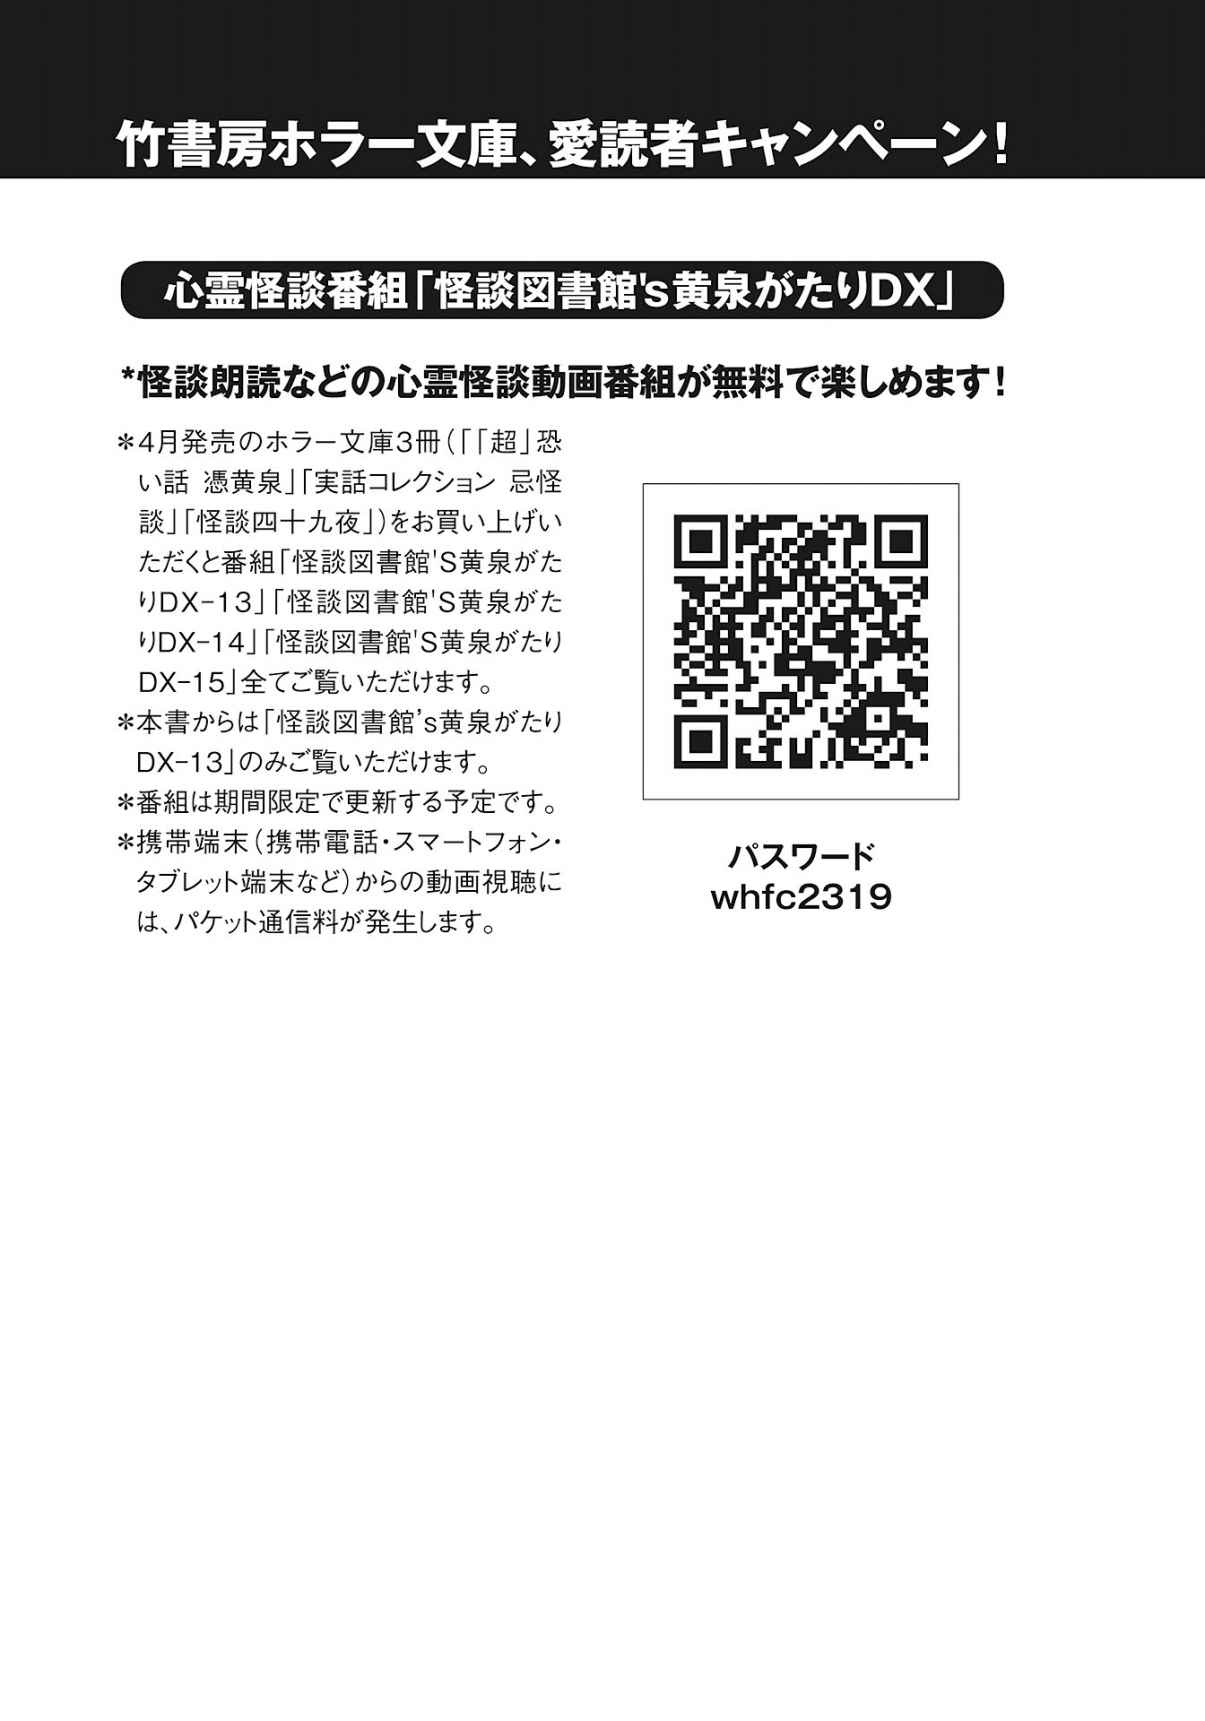 竹書房ホラー文庫、愛読者キャンペーン！
心霊怪談番組「怪談図書館's黄泉がたりDX」
*怪談朗読などの心霊怪談動画番組が無料で楽しめます！
＊4月発売のホラー文庫3冊（「「超」恐
い話 憑黄泉」「実話コレクション 忌怪
談」「怪談四十九夜」）をお買い上げい
ただくと番組「怪談図書館'S黄泉がた
りDX-13」「怪談図書館'S黄泉がた
りDX-14」「怪談図書館'S黄泉がたり
DX-15」全てご覧いただけます。
＊本書からは「怪談図書館’s黄泉がたり
DX-13」のみご覧いただけます。
＊番組は期間限定で更新する予定です。
＊携帯端末（携帯電話・スマートフォン・
タブレット端末など）からの動画視聴に
は、パケット通信料が発生します。
パスワード
whfc2319